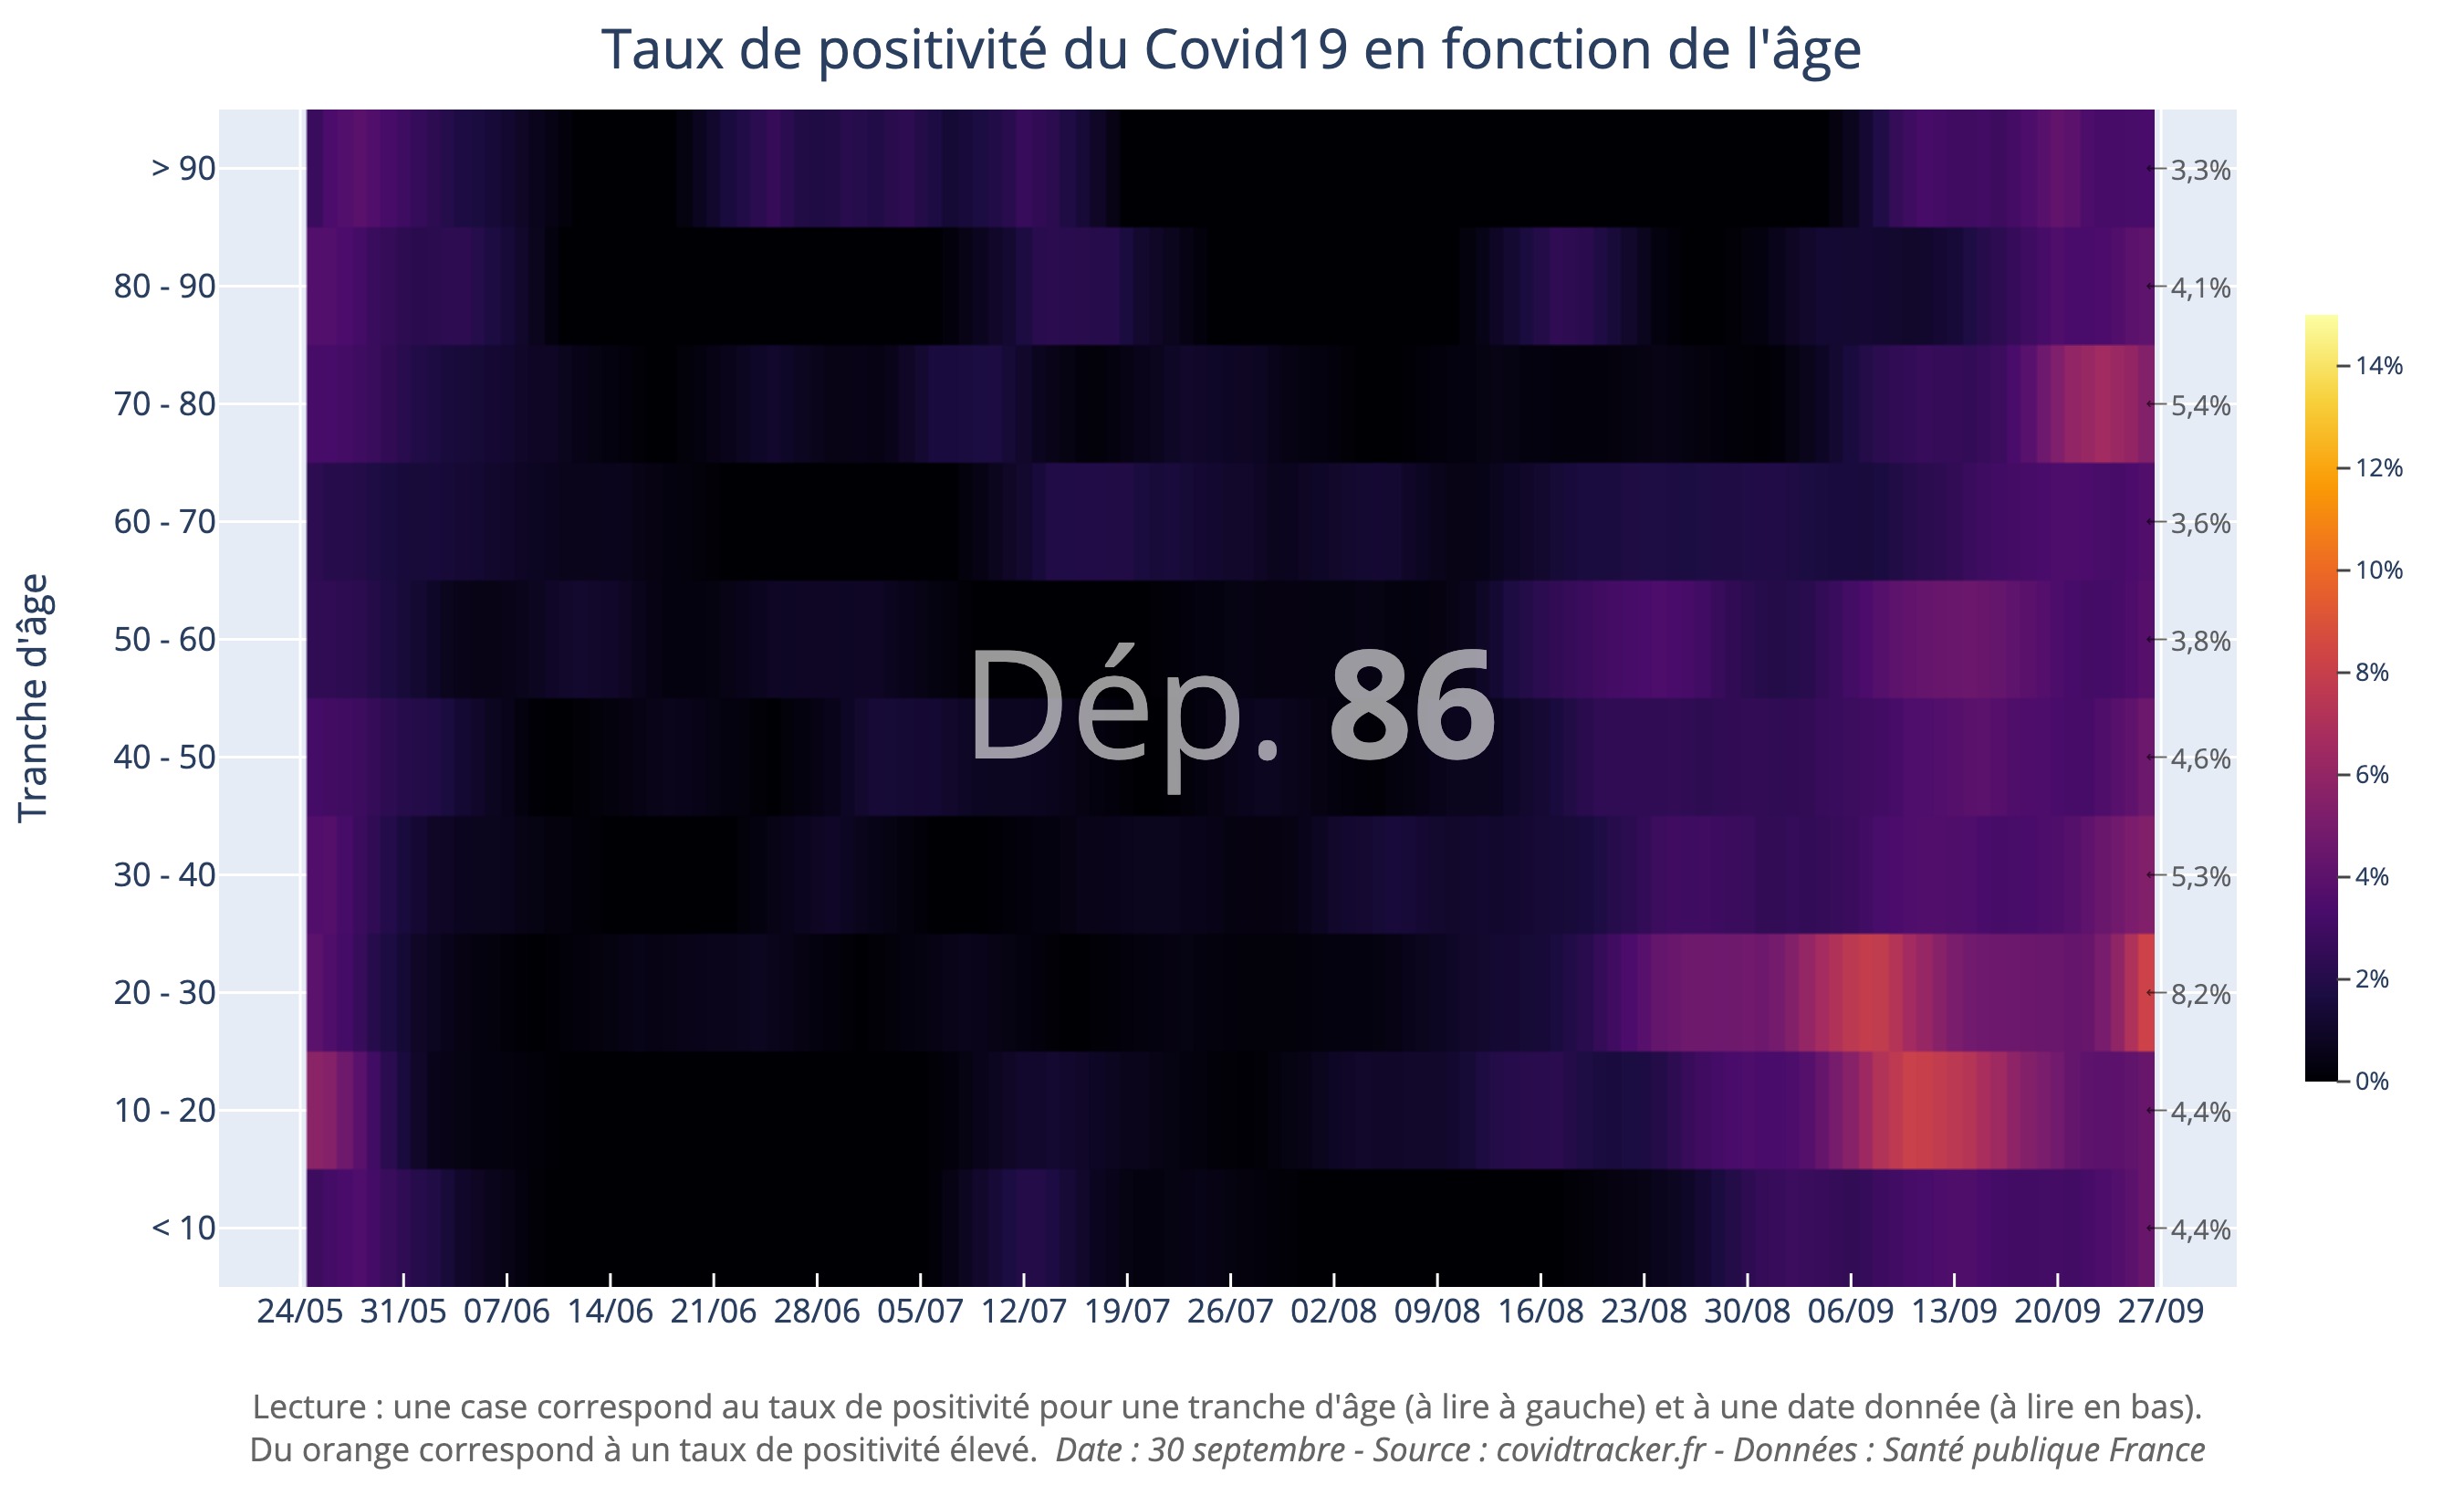 Taux de positivité du Covid19 en fonction de l'âge
Tranche d'âge
> 90
80 - 90
70 - 80
60 - 70
50 - 60
40 - 50
30 - 40
20 - 30
10 - 20
< 10
Dép. 86
3,3%
4,1%
5,4%
3,6%
3,8%
4,6%
5,3%
8,2%
4,4%
4,4%
14%
12%
10%
8%
6%
4%
2%
0%
24/05 31/05 07/06 14/06 21/06 28/06 05/07 12/07 19/07 26/07 02/08 09/08 16/08 23/08 30/08 06/09 13/09 20/09 27/09
Lecture : une case correspond au taux de positivité pour une tranche d'âge (à lire à gauche) et à une date donnée (à lire en bas).
Du orange correspond à un taux de positivité élevé. Date : 30 septembre - Source : covidtracker.fr - Données : Santé publique France